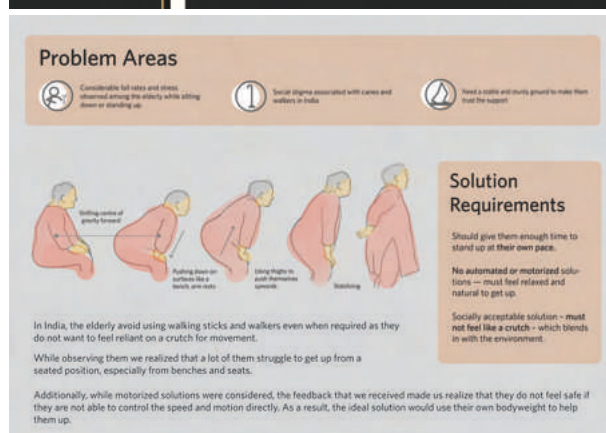 Problem Areas
Considerable fall rates and stress
observed among the elderly while sitting
down or standing up
Social stigma associated with canes and
walkers in India
Need a stable and sturdy ground to make them
trust the support
Shifting centre of
gravity forward
Pushing down on
surfaces like a
bench, arm rests
Using thighs to
push themselves
upwards
Stabilising
Solution
Requirements
Should give them enough time to
stand up at their own pace.
No automated or motorized solu-
tions — must feel relaxed and
natural to get up.
Socially acceptable solution – must
not feel like a crutch – which blends
in with the environment.
In India, the elderly avoid using walking sticks and walkers even when required as they
do not want to feel reliant on a crutch for movement.
While observing them we realized that a lot of them struggle to get up from a
seated position, especially from benches and seats.
Additionally, while motorized solutions were considered, the feedback that we received made us realize that they do not feel safe if
they are not able to control the speed and motion directly. As a result, the ideal solution would use their own bodyweight to help
them up.